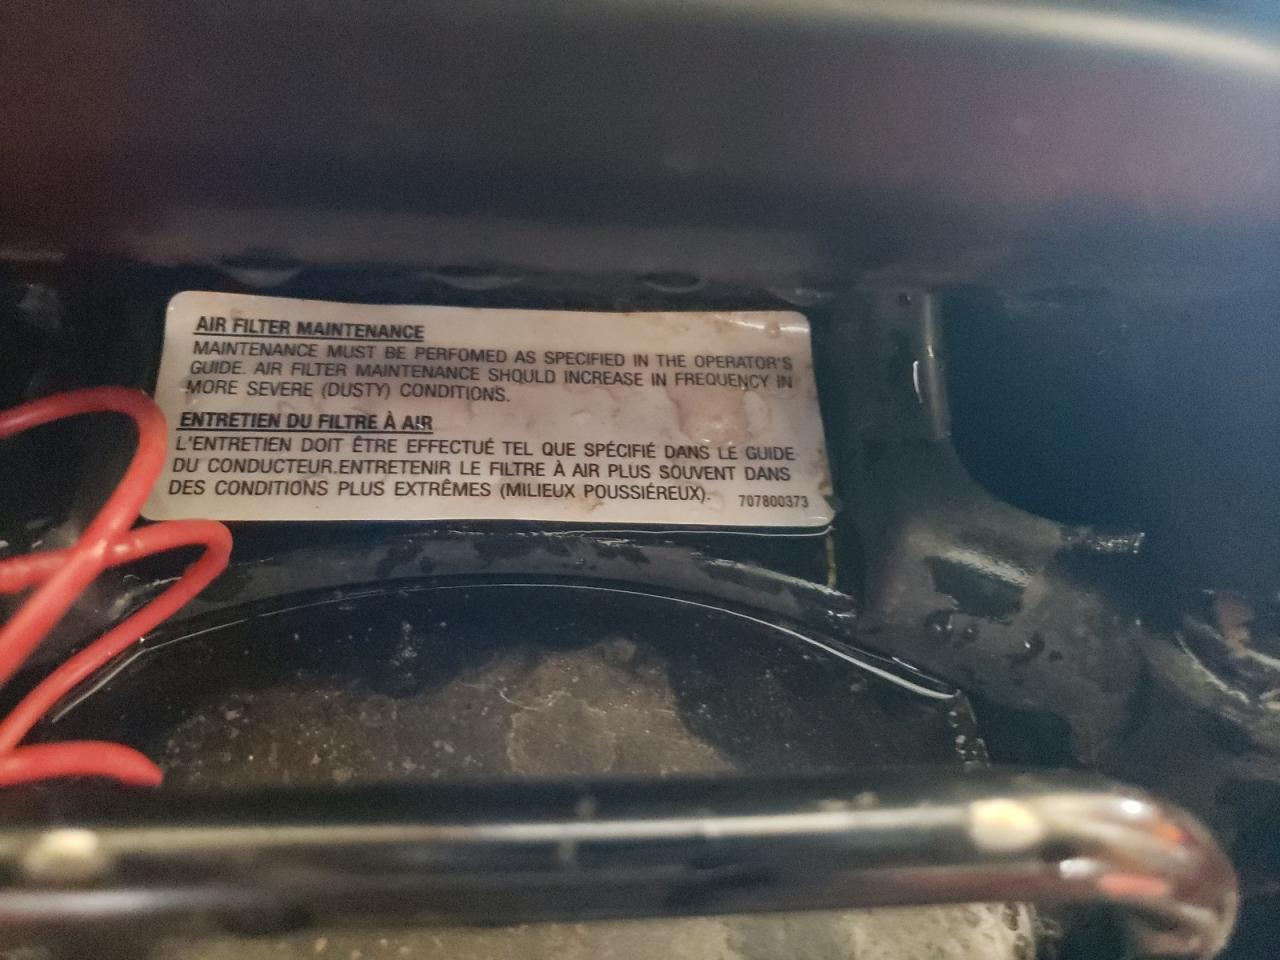 AIR FILTER MAINTENANCE
MAINTENANCE MUST BE PERFOMED AS SPECIFIED IN THE OPERATOR'S
GUIDE. AIR FILTER MAINTENANCE SHOULD INCREASE IN FREQUENCY IN
MORE SEVERE (DUSTY) CONDITIONS.
ENTRETIEN DU FILTRE À AIR
L'ENTRETIEN DOIT ÊTRE EFFECTUÉ TEL QUE SPÉCIFIÉ DANS LE GUIDE
DU CONDUCTEUR.ENTRETENIR LE FILTRE À AIR PLUS SOUVENT DANS
DES CONDITIONS PLUS EXTRÊMES (MILIEUX POUSSIÉREUX).
707800373